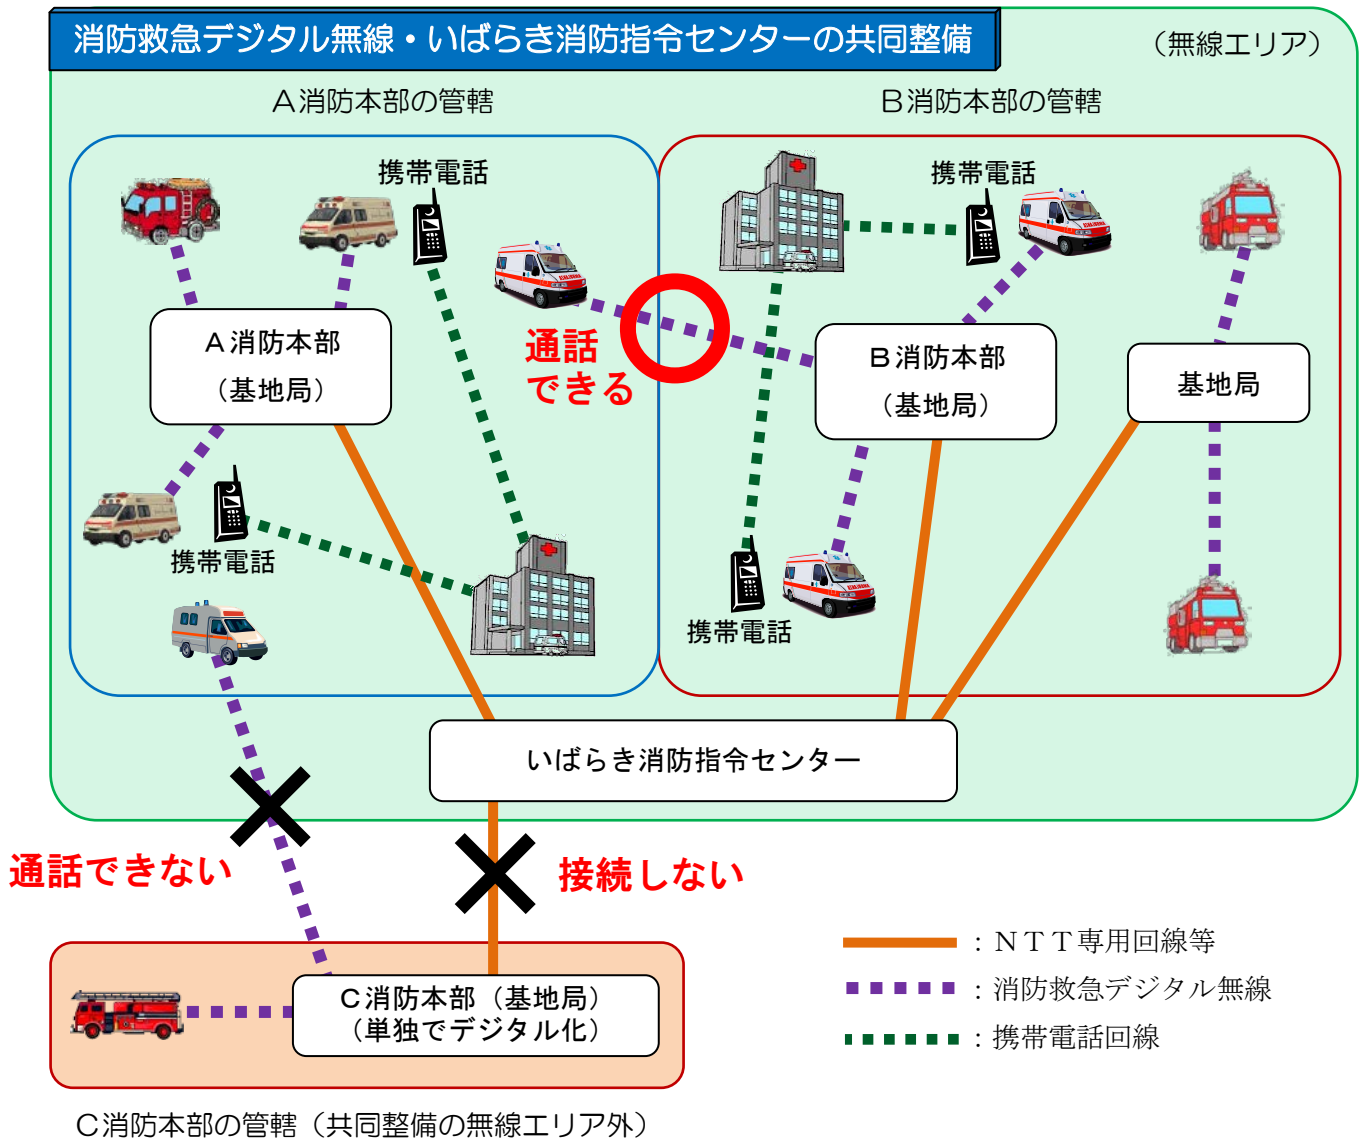 消防救急デジタル無線・いばらき消防指令センターの共同整備
（無線エリア）
A消防本部の管轄
B消防本部の管轄
携帯電話
携帯電話
A消防本部
（基地局）
通話
できる
B消防本部
（基地局）
基地局
携帯電話
携帯電話
いばらき消防指令センター
通話できない
接続しない
C消防本部（基地局）
（単独でデジタル化）
：ＮＴＴ専用回線等
：消防救急デジタル無線
：携帯電話回線
C消防本部の管轄（共同整備の無線エリア外）